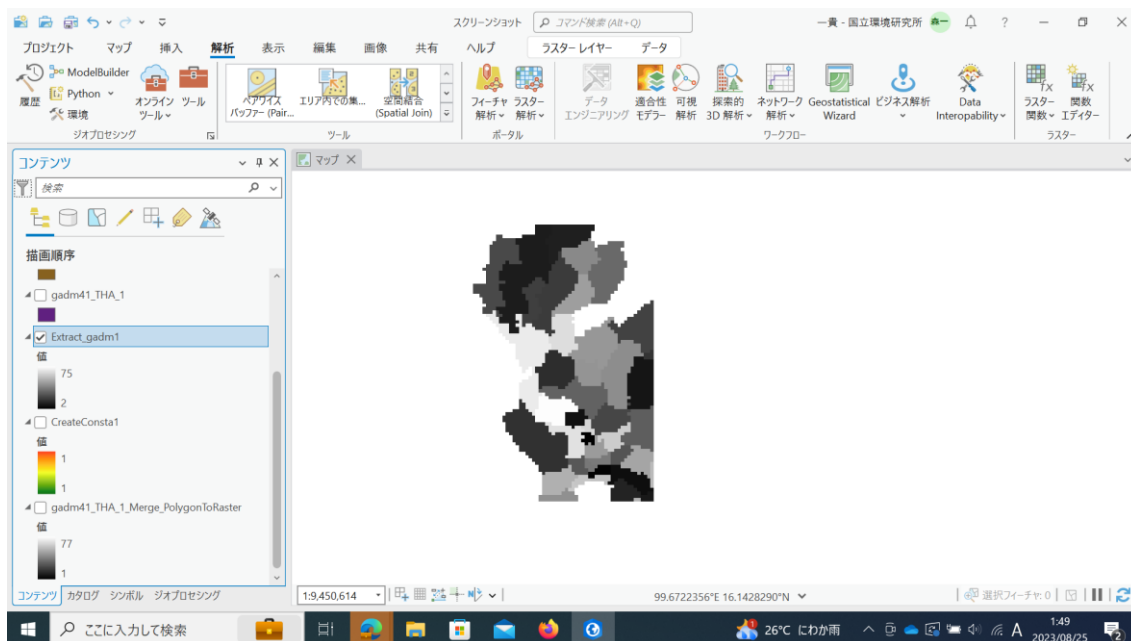 スクリーンショット
コマンド検索 (Alt+Q)
一貴 - 国立環境研究所
プロジェクト マップ 挿入 解析 表示 編集 画像 共有 ヘルプ ラスター レイヤー データ
履歴
ModelBuilder
Python
環境
オンライン ツール
ツール
ジオプロセシング
ペアワイズ バッファー (Pair...
エリア内での集...
空間結合 (Spatial Join)
ツール
フィーチャ 解析
ラスター 解析
ポータル
データ エンジニアリング
適合性 モデラー
可視 解析
探索的 3D 解析
ネットワーク 解析
Geostatistical Wizard
ビジネス解析
Data Interoperability
ワークフロー
ラスター 関数
関数 エディター
ラスター
コンテンツ
マップ
検索
描画順序
gadm41_THA_1
Extract_gadm1
値
75
2
CreateConsta1
値
1
1
gadm41_THA_1_Merge_PolygonToRaster
値
77
1
コンテンツ カタログ シンボル ジオプロセシング
1:9,450,614
99.6722356°E 16.1428290°N
選択フィーチャ: 0
ここに入力して検索
26°C にわか雨
A
1:49
2023/08/25
2